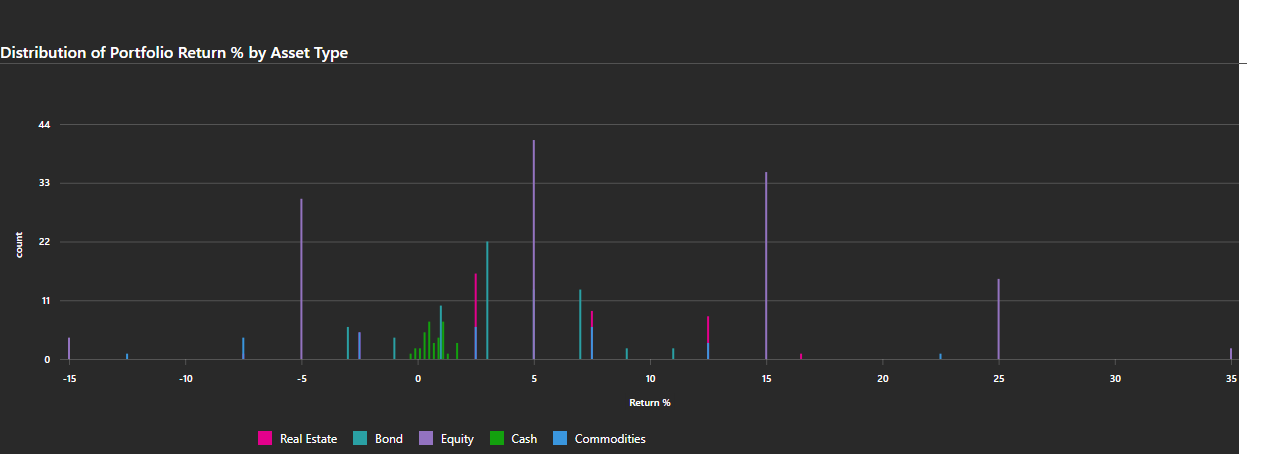 Distribution of Portfolio Return % by Asset Type
44
33
22
11
0
count
-15 -10 -5 0 5 10 15 20 25 30 35
Return %
Real Estate Bond Equity Cash Commodities